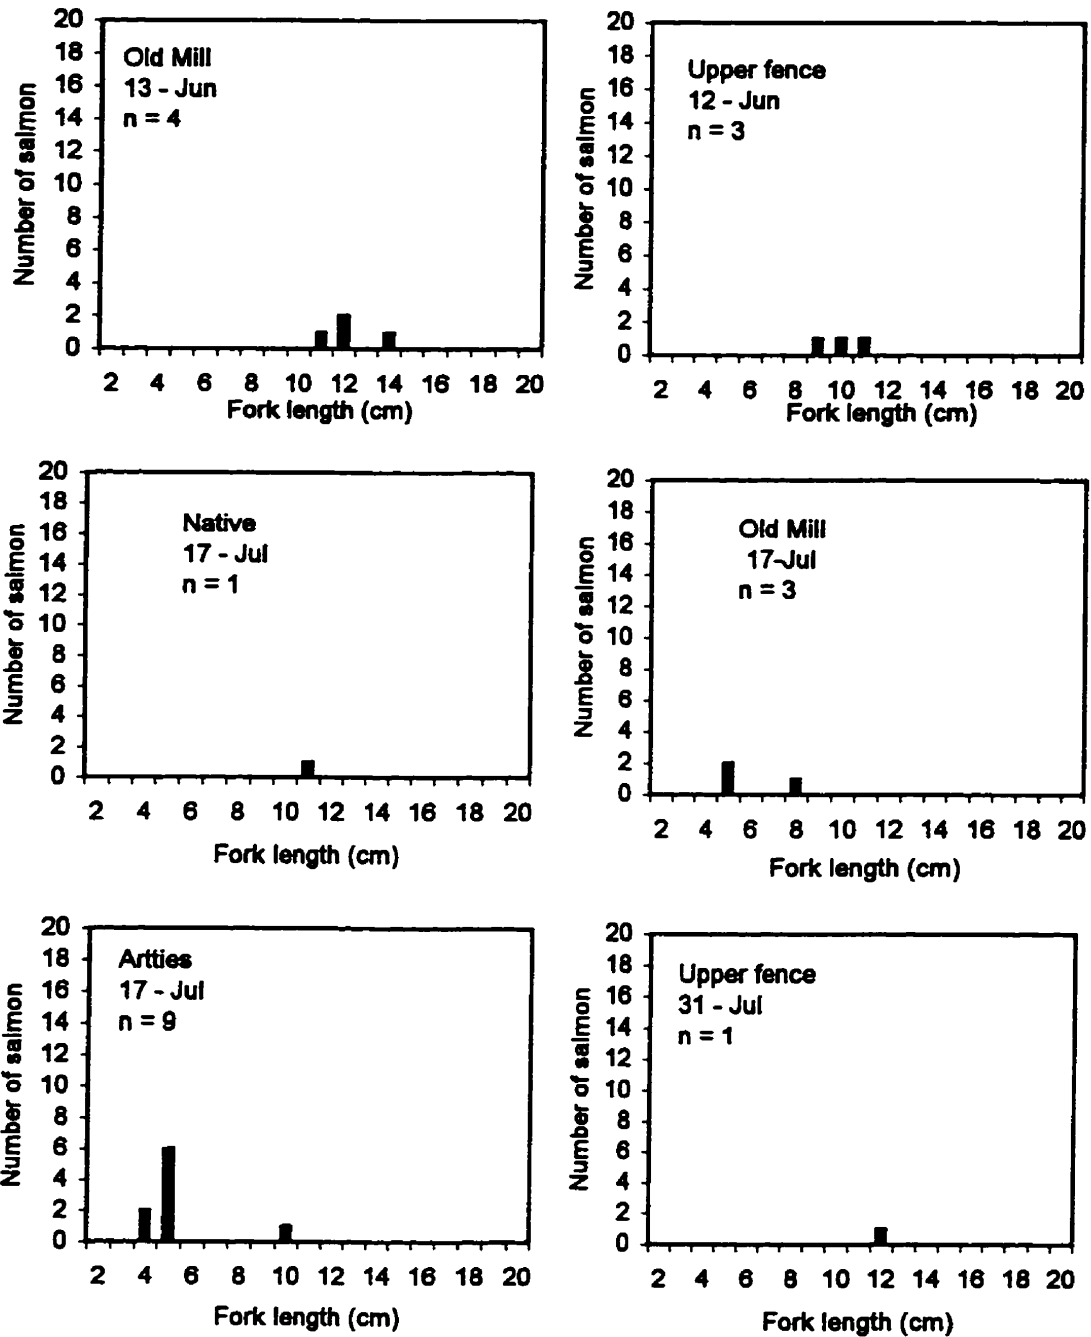 20
18
16
14
12
10
8
6
4
2
0
Number of salmon
Old Mill
13 - Jun
n = 4
2 4 6 8 10 12 14 16 18 20
Fork length (cm)
20
18
16
14
12
10
8
6
4
2
0
Number of salmon
Upper fence
12 - Jun
n = 3
2 4 6 8 10 12 14 16 18 20
Fork length (cm)
20
18
16
14
12
10
8
6
4
2
0
Number of salmon
Native
17 - Jul
n = 1
2 4 6 8 10 12 14 16 18 20
Fork length (cm)
20
18
16
14
12
10
8
6
4
2
0
Number of salmon
Old Mill
17-Jul
n = 3
2 4 6 8 10 12 14 16 18 20
Fork length (cm)
20
18
16
14
12
10
8
6
4
2
0
Number of salmon
Artties
17 - Jul
n = 9
2 4 6 8 10 12 14 16 18 20
Fork length (cm)
20
18
16
14
12
10
8
6
4
2
0
Number of salmon
Upper fence
31 - Jul
n = 1
2 4 6 8 10 12 14 16 18 20
Fork length (cm)